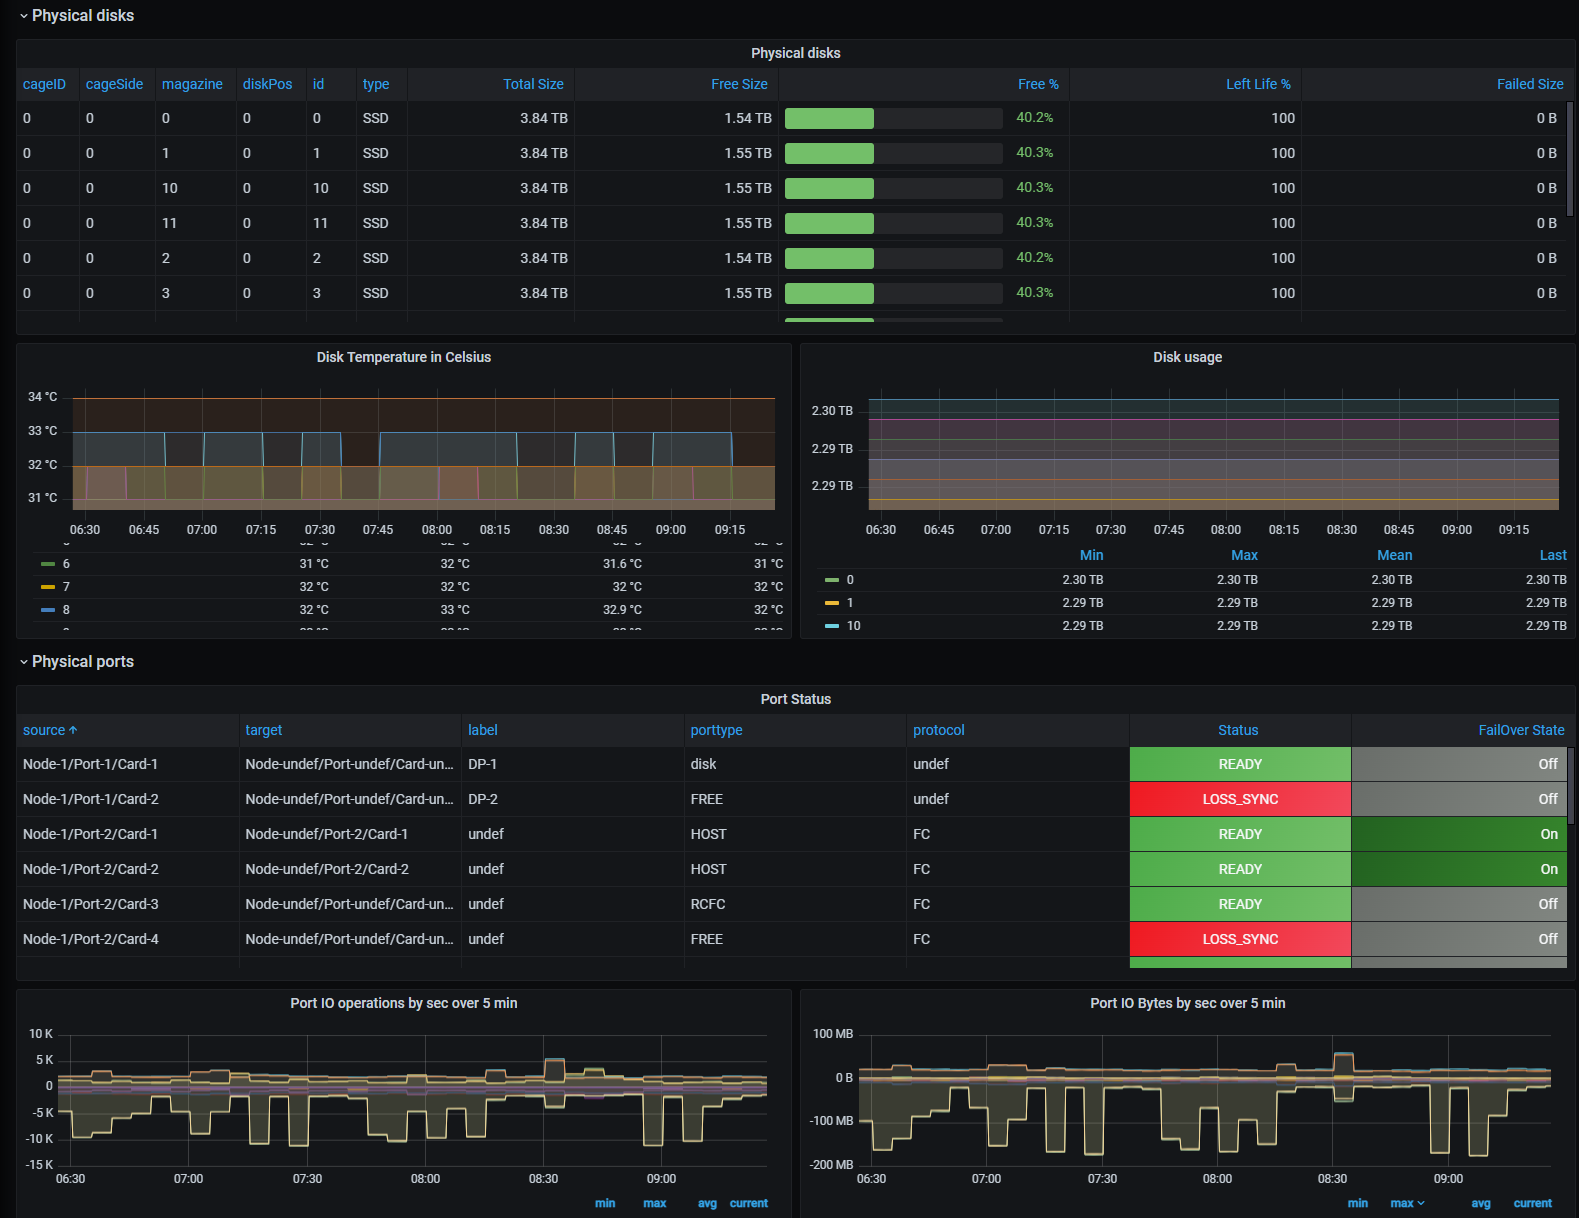 Physical disks
Physical disks
cageID cageSide magazine diskPos id type Total Size Free Size Free % Left Life % Failed Size
0 0 0 0 0 SSD 3.84 TB 1.54 TB 40.2% 100 0 B
0 0 1 0 1 SSD 3.84 TB 1.55 TB 40.3% 100 0 B
0 0 10 0 10 SSD 3.84 TB 1.55 TB 40.3% 100 0 B
0 0 11 0 11 SSD 3.84 TB 1.55 TB 40.3% 100 0 B
0 0 2 0 2 SSD 3.84 TB 1.54 TB 40.2% 100 0 B
0 0 3 0 3 SSD 3.84 TB 1.55 TB 40.3% 100 0 B
Disk Temperature in Celsius
34 °C
33 °C
32 °C
31 °C
06:30 06:45 07:00 07:15 07:30 07:45 08:00 08:15 08:30 08:45 09:00 09:15
6 31 °C 32 °C 31.6 °C 31 °C
7 32 °C 32 °C 32 °C 32 °C
8 32 °C 33 °C 32.9 °C 32 °C
Disk usage
2.30 TB
2.29 TB
2.29 TB
06:30 06:45 07:00 07:15 07:30 07:45 08:00 08:15 08:30 08:45 09:00 09:15
Min Max Mean Last
0 2.30 TB 2.30 TB 2.30 TB 2.30 TB
1 2.29 TB 2.29 TB 2.29 TB 2.29 TB
10 2.29 TB 2.29 TB 2.29 TB 2.29 TB
Physical ports
Port Status
source target label porttype protocol Status FailOver State
Node-1/Port-1/Card-1 Node-undef/Port-undef/Card-un... DP-1 disk undef READY Off
Node-1/Port-1/Card-2 Node-undef/Port-undef/Card-un... DP-2 FREE undef LOSS_SYNC Off
Node-1/Port-2/Card-1 Node-undef/Port-2/Card-1 undef HOST FC READY On
Node-1/Port-2/Card-2 Node-undef/Port-2/Card-2 undef HOST FC READY On
Node-1/Port-2/Card-3 Node-undef/Port-undef/Card-un... undef RCFC FC READY Off
Node-1/Port-2/Card-4 Node-undef/Port-undef/Card-un... undef FREE FC LOSS_SYNC Off
Port IO operations by sec over 5 min
10 K
5 K
0
-5 K
-10 K
-15 K
06:30 07:00 07:30 08:00 08:30 09:00
min max avg current
Port IO Bytes by sec over 5 min
100 MB
0 B
-100 MB
-200 MB
06:30 07:00 07:30 08:00 08:30 09:00
min max avg current